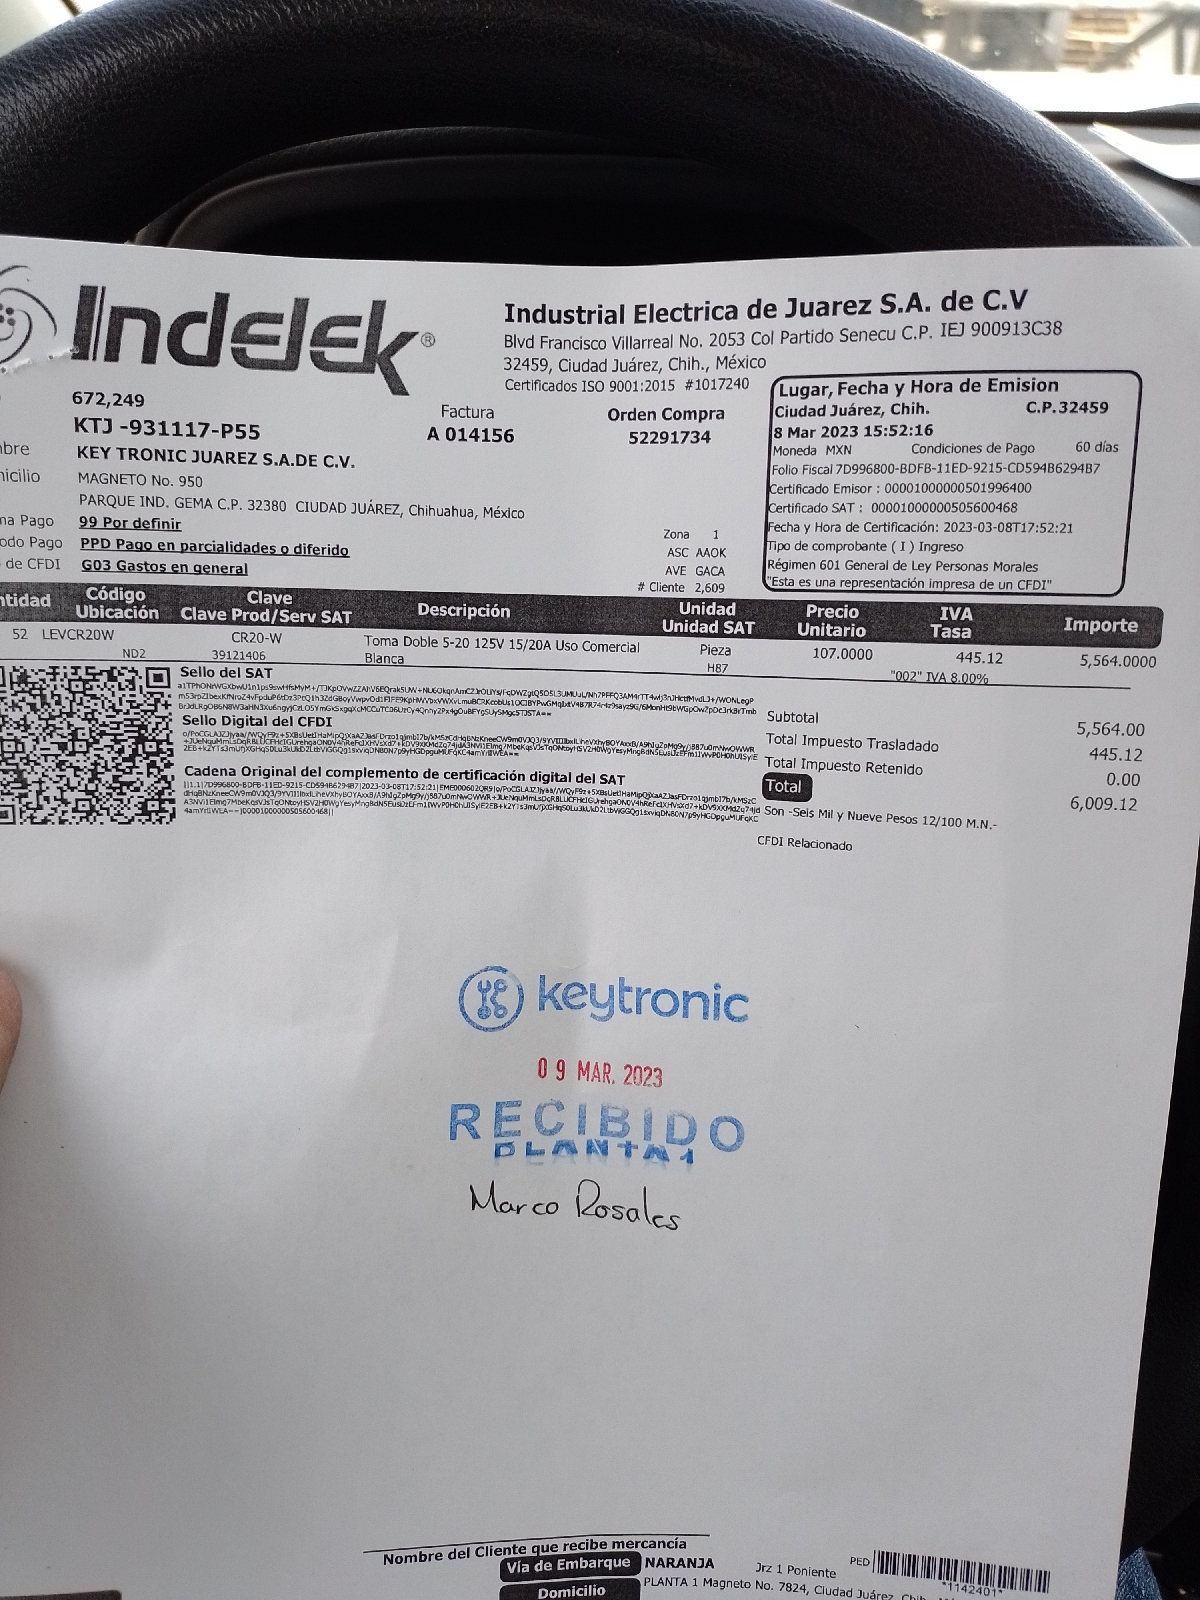 Indelek®
Industrial Electrica de Juarez S.A. de C.V
Blvd Francisco Villarreal No. 2053 Col Partido Senecu C.P. IEJ 900913C38
32459, Ciudad Juárez, Chih., México
Certificados ISO 9001:2015 #1017240
672,249
KTJ -931117-P55
KEY TRONIC JUAREZ S.A.DE C.V.
MAGNETO No. 950
PARQUE IND. GEMA C.P. 32380 CIUDAD JUÁREZ, Chihuahua, México
99 Por definir
Pago PPD Pago en parcialidades o diferido
de CFDI G03 Gastos en general
Factura
A 014156
Orden Compra
52291734
Zona 1
ASC AAOK
AVE GACA
# Cliente 2,609
Lugar, Fecha y Hora de Emision
Ciudad Juárez, Chih. C.P.32459
8 Mar 2023 15:52:16
Moneda MXN Condiciones de Pago 60 días
Folio Fiscal 7D996800-BDFB-11ED-9215-CD594B6294B7
Certificado Emisor : 00001000000501996400
Certificado SAT : 00001000000505600468
Fecha y Hora de Certificación: 2023-03-08T17:52:21
Tipo de comprobante ( I ) Ingreso
Régimen 601 General de Ley Personas Morales
"Esta es una representación impresa de un CFDI"
Código Ubicación
Clave
Clave Prod/Serv SAT
Descripción
Unidad
Unidad SAT
Precio
Unitario
IVA
Tasa
Importe
52 LEVCR20W CR20-W Toma Doble 5-20 125V 15/20A Uso Comercial Pieza 107.0000 445.12 5,564.0000
ND2 39121406 Blanca H87 "002" IVA 8.00%
Sello del SAT
Sello Digital del CFDI
Cadena Original del complemento de certificación digital del SAT
Subtotal 5,564.00
Total Impuesto Trasladado 445.12
Total Impuesto Retenido 0.00
Total 6,009.12
Son -Seis Mil y Nueve Pesos 12/100 M.N.-
CFDI Relacionado
keytronic
09 MAR. 2023
RECIBIDO
PLANTA 1
Marco Rosales
Nombre del Cliente que recibe mercancía
Vía de Embarque NARANJA Jrz 1 Poniente PED
*1142401*
Domicilio PLANTA 1 Magneto No. 7824, Ciudad Juárez,